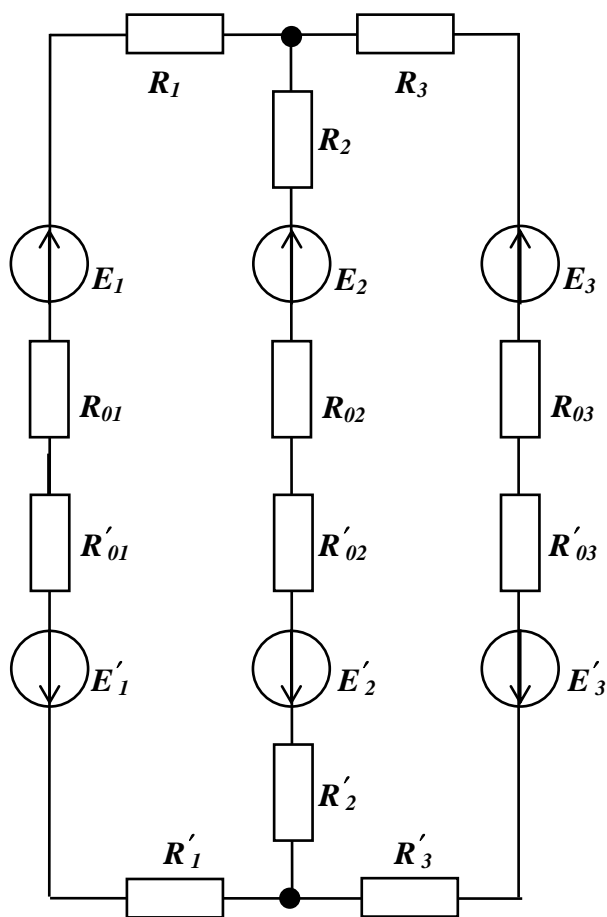 R₁ R₃
R₂
E₁ E₂ E₃
R₀₁ R₀₂ R₀₃
R′₀₁ R′₀₂ R′₀₃
E′₁ E′₂ E′₃
R′₂
R′₁ R′₃